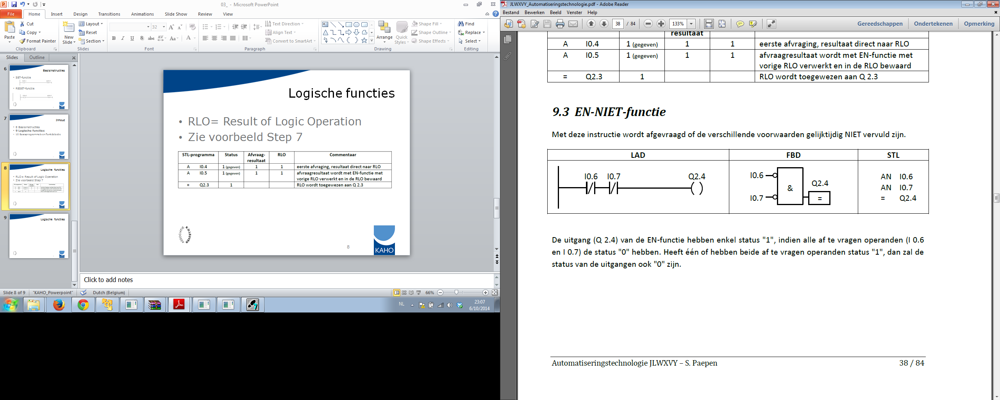 03_ - Microsoft PowerPoint
File Home Insert Design Transitions Animations Slide Show Review View
Paste
Cut
Copy
Format Painter
Clipboard
New
Slide
Layout
Reset
Section
Slides
32
B I U S abc AV Aa A
Font
Text Direction
Align Text
Convert to SmartArt
Paragraph
Arrange
Quick
Styles
Shape Fill
Shape Outline
Shape Effects
Drawing
Find
Replace
Select
Editing
Slides Outline
6
Basisinstructies
• SET-functie
• RESET-functie
KAHO
7
Inhoud
• 8 Basisinstructies
• 9 Logische functies
• 10 Basisprogramma's en flankdetectie
KAHO
8
Logische functies
• RLO= Result of Logic Operation
• Zie voorbeeld Step 7
KAHO
9
Logische functies
KAHO
Logische functies
• RLO= Result of Logic Operation
• Zie voorbeeld Step 7
STL-programma Status Afvraag- RLO Commentaar
resultaat
A I0.4 1 (gegeven) 1 1 eerste afvraging, resultaat direct naar RLO
A I0.5 1 (gegeven) 1 1 afvraagresultaat wordt met EN-functie met
vorige RLO verwerkt en in de RLO bewaard
= Q2.3 1 RLO wordt toegewezen aan Q 2.3
ASSOCIATIE K.U.LEUVEN
8
KAHO
Click to add notes
Slide 8 of 9 "KAHO_Powerpoint" Dutch (Belgium) 66%
NL
23:07
6/10/2014
JLWXVY_Automatiseringstechnologie.pdf - Adobe Reader
Bestand Bewerken Beeld Venster Help
38 / 84 133% Gereedschappen Ondertekenen Opmerking
resultaat
A I0.4 1 (gegeven) 1 1 eerste afvraging, resultaat direct naar RLO
A I0.5 1 (gegeven) 1 1 afvraagresultaat wordt met EN-functie met
vorige RLO verwerkt en in de RLO bewaard
= Q2.3 1 RLO wordt toegewezen aan Q 2.3
9.3 EN-NIET-functie
Met deze instructie wordt afgevraagd of de verschillende voorwaarden gelijktijdig NIET vervuld zijn.
LAD FBD STL
I0.6 I0.7 Q2.4
I0.6
I0.7
&
Q2.4
=
AN I0.6
AN I0.7
= Q2.4
De uitgang (Q 2.4) van de EN-functie hebben enkel status "1", indien alle af te vragen operanden (I 0.6
en I 0.7) de status "0" hebben. Heeft één of hebben beide af te vragen operanden status "1", dan zal de
status van de uitgangen ook "0" zijn.
Automatiseringstechnologie JLWXVY – S. Paepen 38 / 84